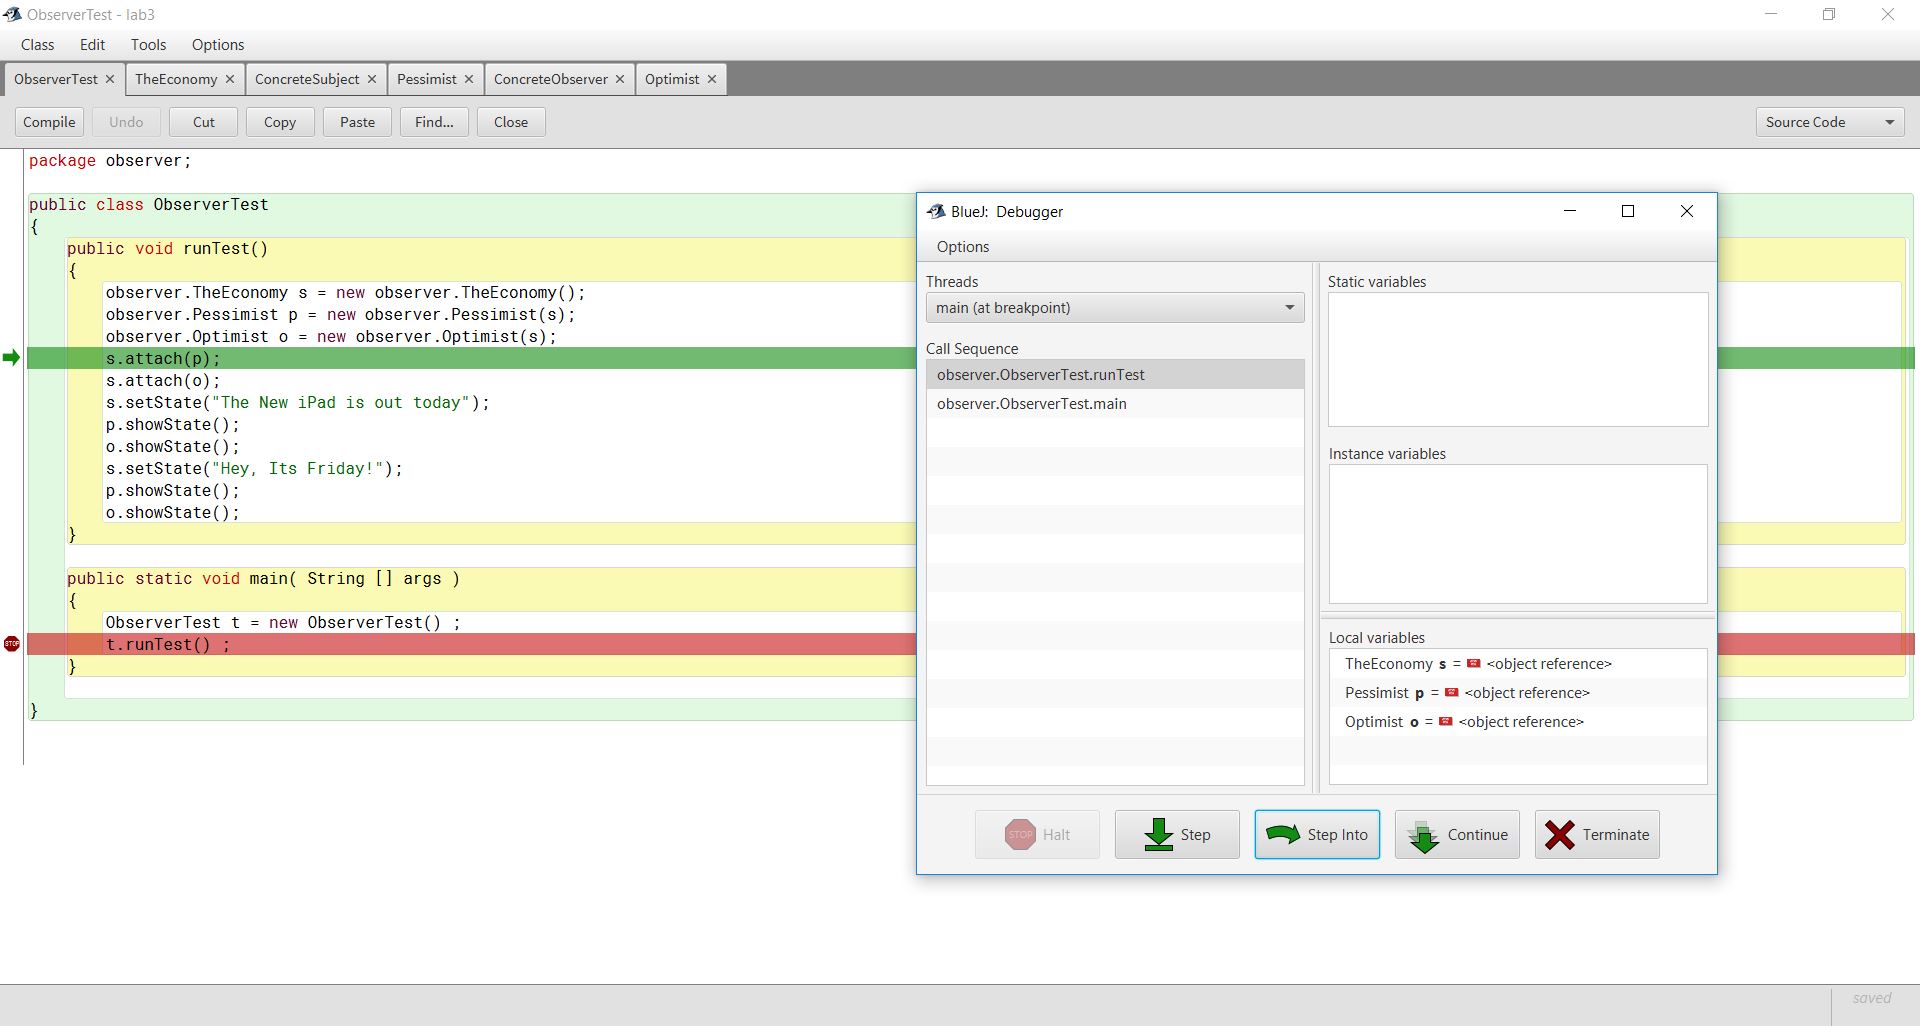 ObserverTest - lab3
Class Edit Tools Options
ObserverTest TheEconomy ConcreteSubject Pessimist ConcreteObserver Optimist
Compile Undo Cut Copy Paste Find... Close Source Code
package observer;
public class ObserverTest
{
public void runTest()
{
observer.TheEconomy s = new observer.TheEconomy();
observer.Pessimist p = new observer.Pessimist(s);
observer.Optimist o = new observer.Optimist(s);
s.attach(p);
s.attach(o);
s.setState("The New iPad is out today");
p.showState();
o.showState();
s.setState("Hey, Its Friday!");
p.showState();
o.showState();
}
public static void main( String [] args )
{
ObserverTest t = new ObserverTest() ;
STOP
t.runTest() ;
}
}
BlueJ: Debugger
Options
Threads
main (at breakpoint)
Call Sequence
observer.ObserverTest.runTest
observer.ObserverTest.main
Static variables
Instance variables
Local variables
TheEconomy s = <object reference>
Pessimist p = <object reference>
Optimist o = <object reference>
STOP Halt Step Step Into Continue Terminate
saved